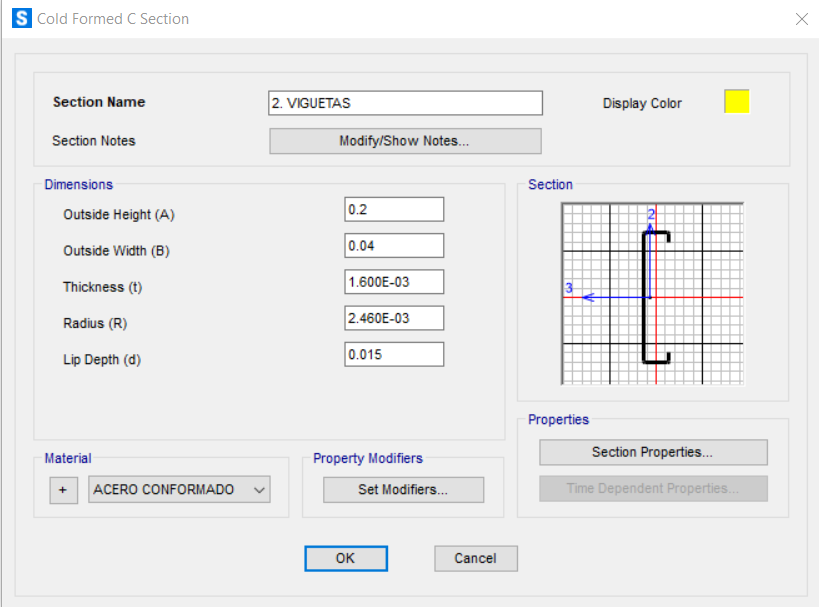 S Cold Formed C Section
Section Name 2. VIGUETAS Display Color
Section Notes Modify/Show Notes...
Dimensions
Outside Height (A) 0.2
Outside Width (B) 0.04
Thickness (t) 1.600E-03
Radius (R) 2.460E-03
Lip Depth (d) 0.015
Section
2
3
Properties
Section Properties...
Time Dependent Properties...
Material
+ ACERO CONFORMADO
Property Modifiers
Set Modifiers...
OK Cancel